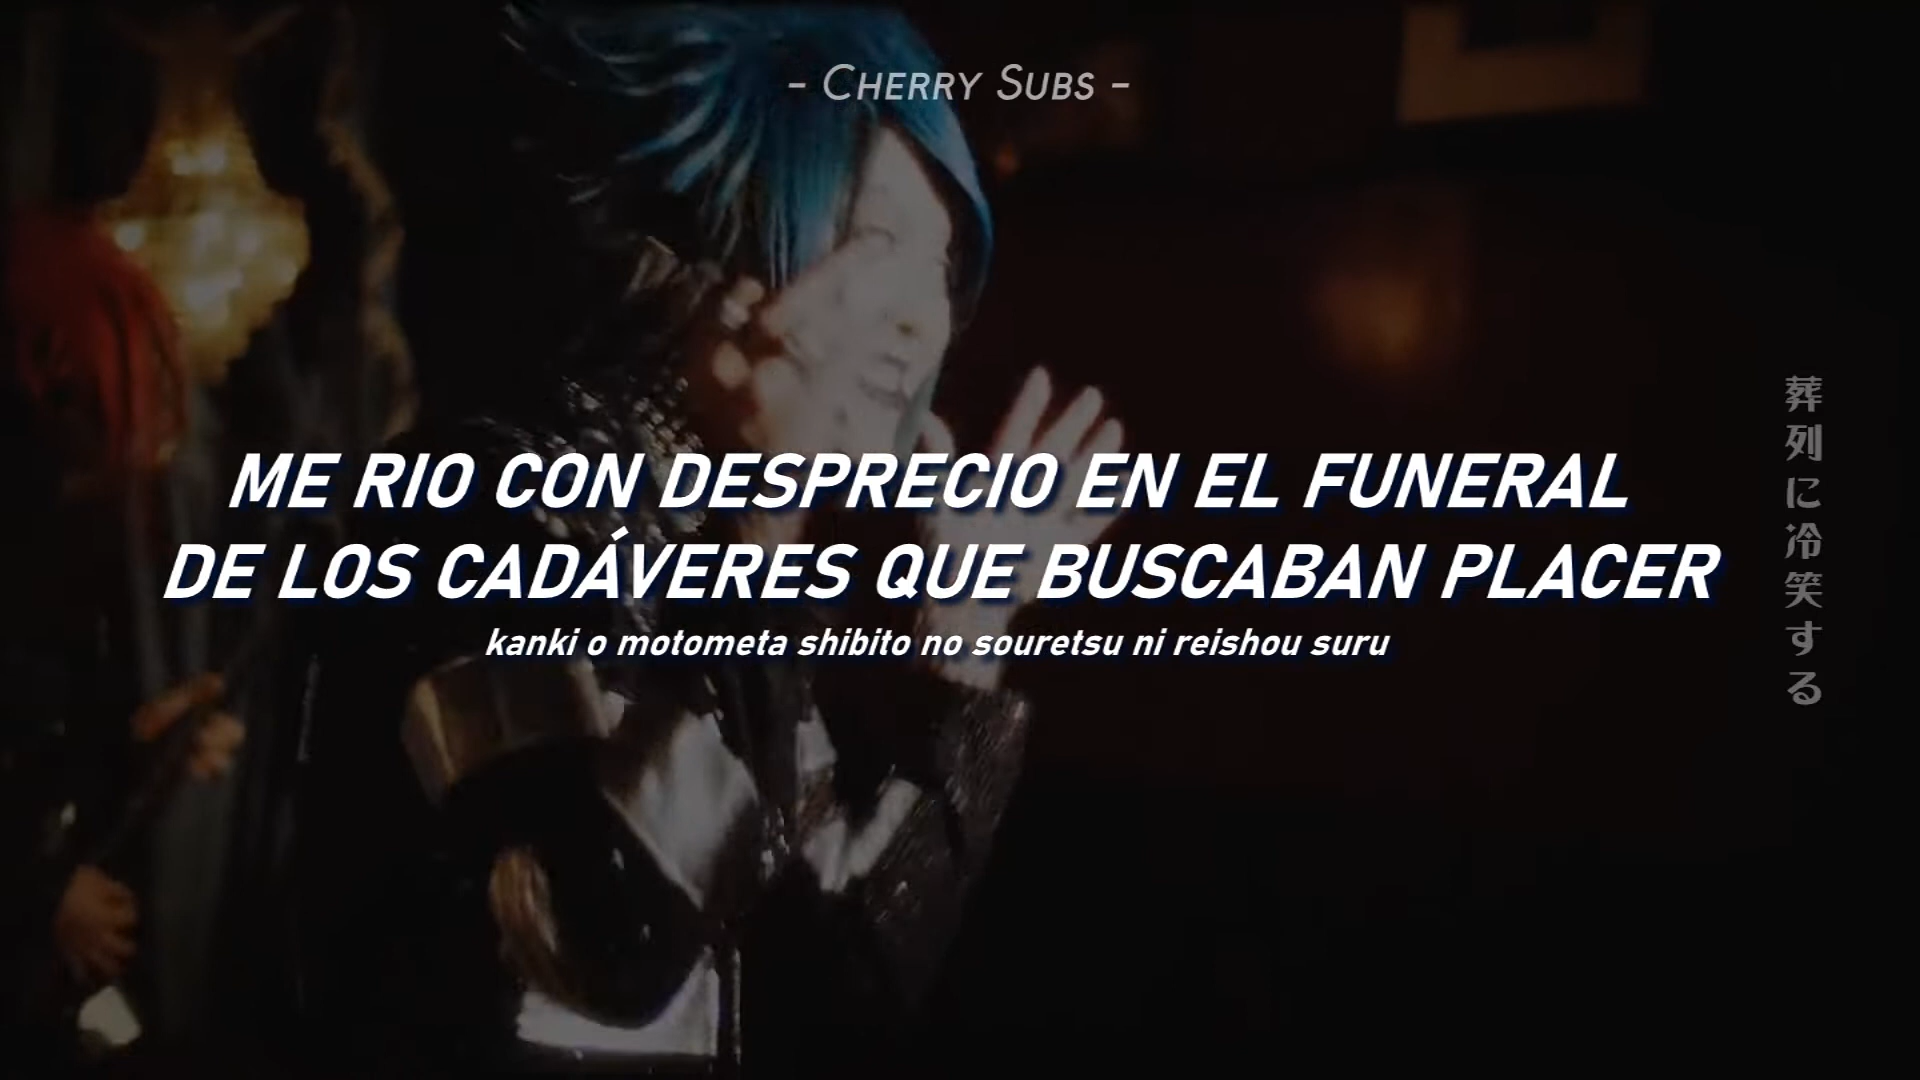 - CHERRY SUBS -
ME RIO CON DESPRECIO EN EL FUNERAL
DE LOS CADÁVERES QUE BUSCABAN PLACER
kanki o motometa shibito no souretsu ni reishou suru
葬列に冷笑する